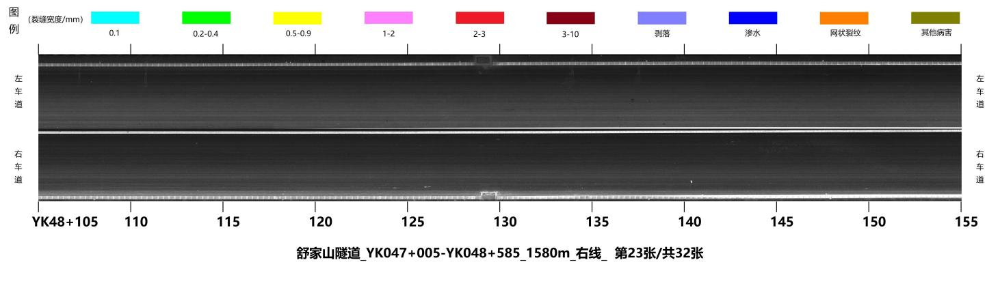 图
例
(裂缝宽度/mm)
0.1
0.2-0.4
0.5-0.9
1-2
2-3
3-10
剥落
渗水
网状裂纹
其他病害
左
车
道
左
车
道
右
车
道
右
车
道
YK48+105 110 115 120 125 130 135 140 145 150 155
舒家山隧道_YK047+005-YK048+585_1580m_右线_ 第23张/共32张